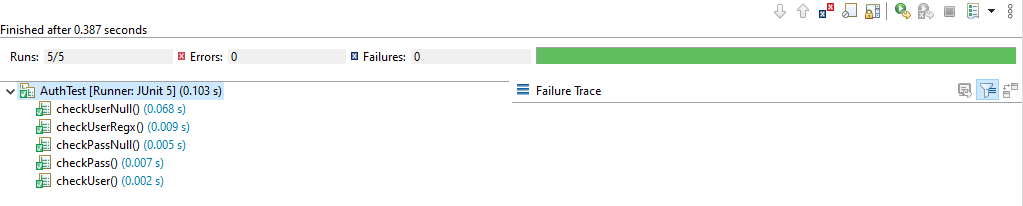 Finished after 0.387 seconds
Runs: 5/5 Errors: 0 Failures: 0
AuthTest [Runner: JUnit 5] (0.103 s)
checkUserNull() (0.068 s)
checkUserRegx() (0.009 s)
checkPassNull() (0.005 s)
checkPass() (0.007 s)
checkUser() (0.002 s)
Failure Trace